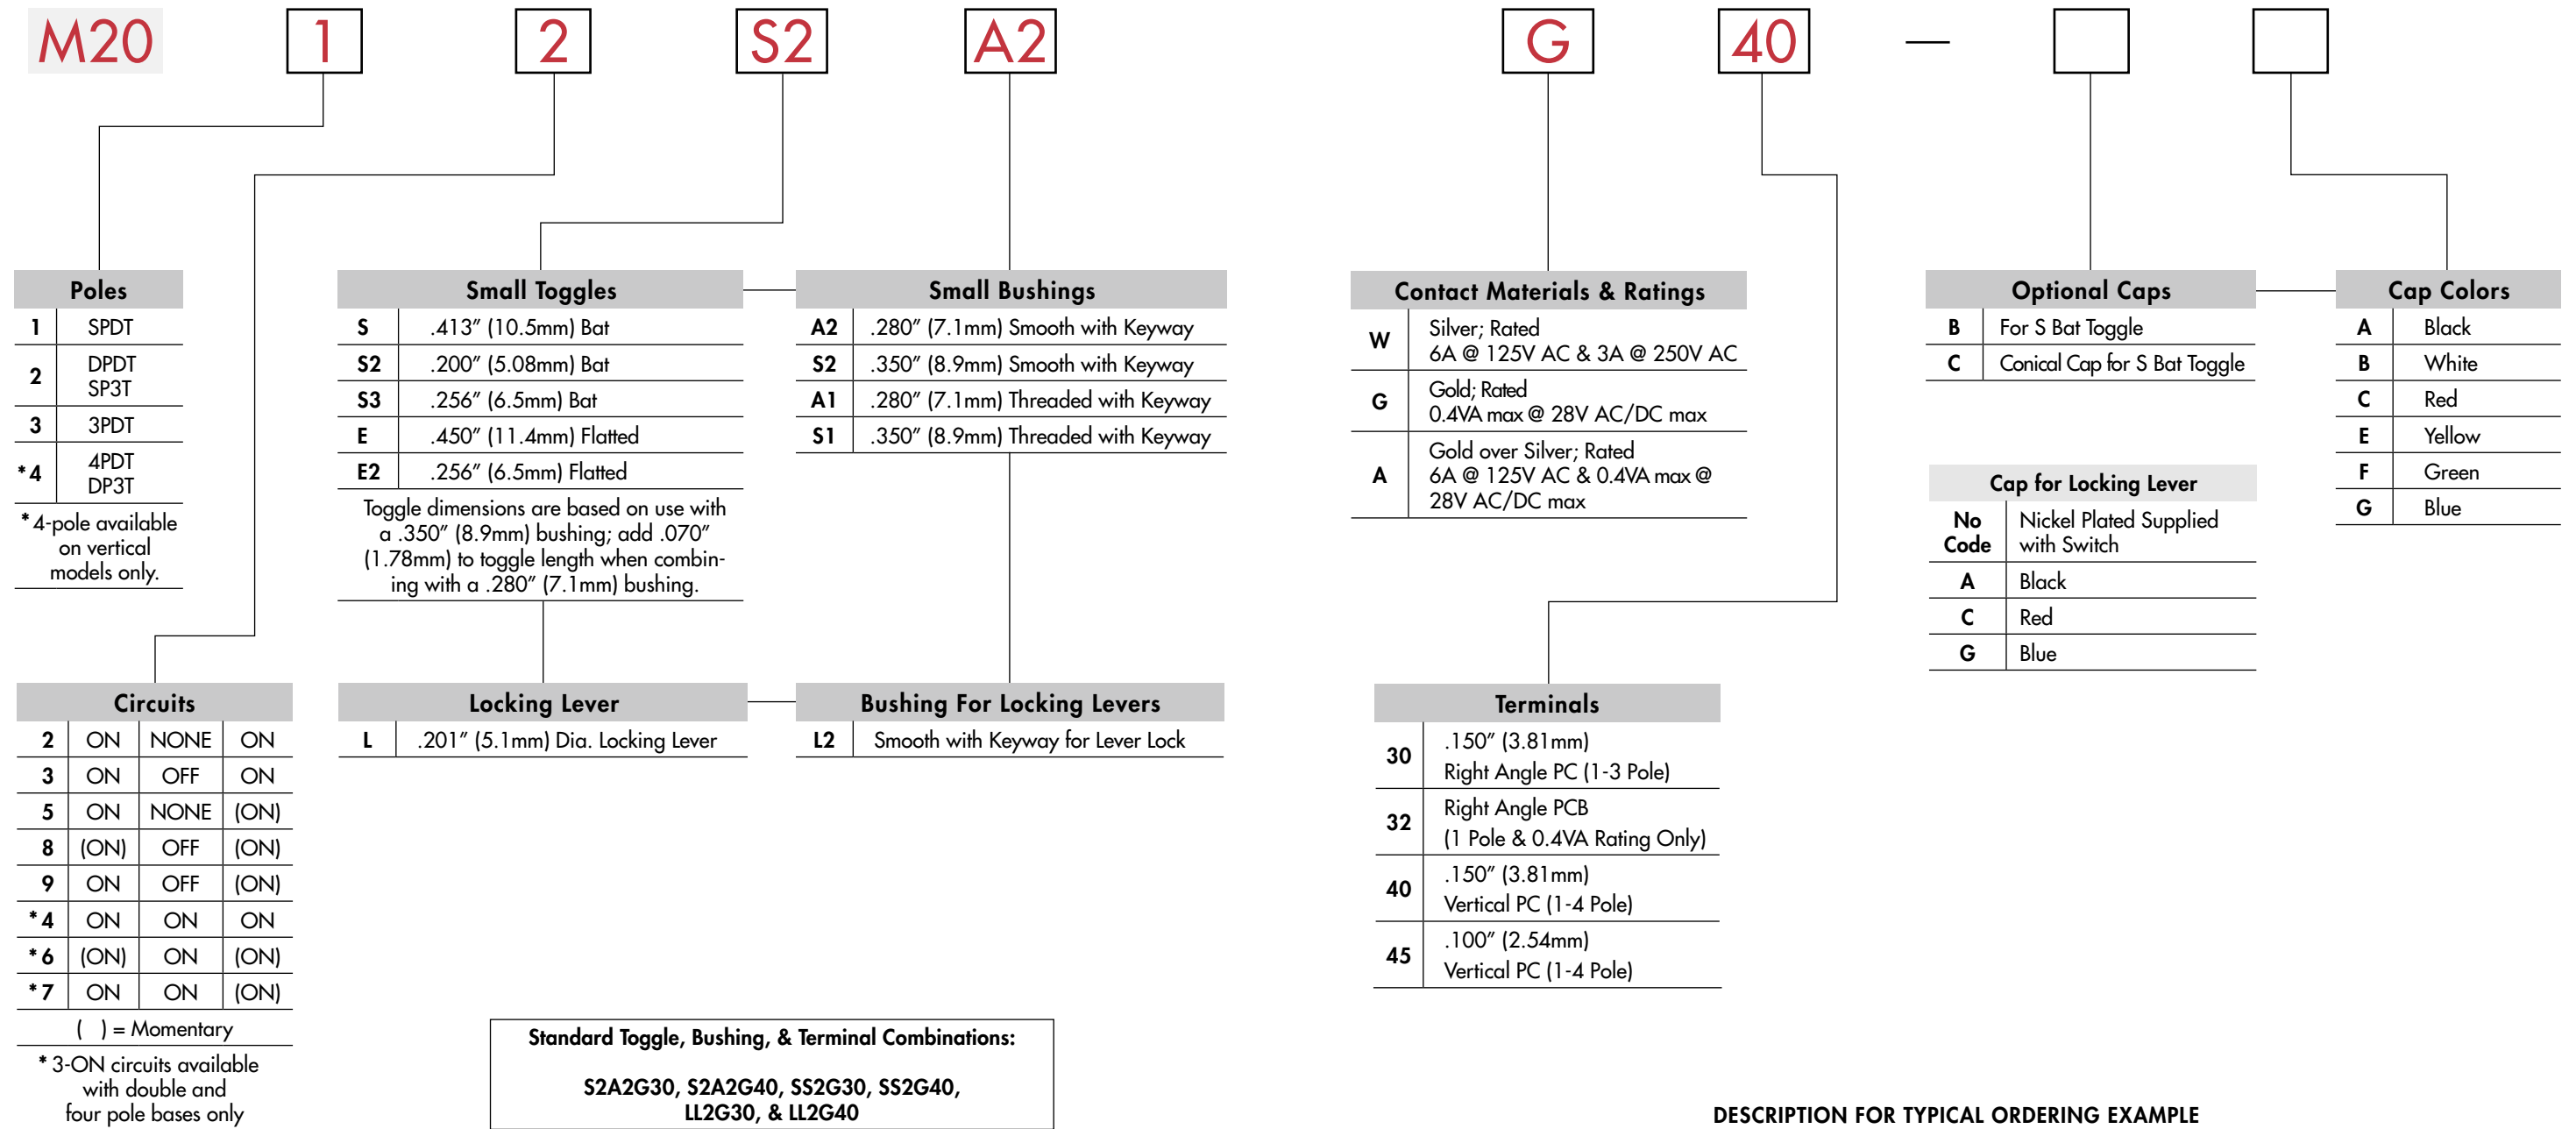 M20 1 2 S2 A2 G 40 —
Poles
1 SPDT
2 DPDT
SP3T
3 3PDT
*4 4PDT
DP3T
* 4-pole available
on vertical
models only.
Small Toggles
S .413" (10.5mm) Bat
S2 .200" (5.08mm) Bat
S3 .256" (6.5mm) Bat
E .450" (11.4mm) Flatted
E2 .256" (6.5mm) Flatted
Toggle dimensions are based on use with
a .350" (8.9mm) bushing; add .070"
(1.78mm) to toggle length when combin-
ing with a .280" (7.1mm) bushing.
Small Bushings
A2 .280" (7.1mm) Smooth with Keyway
S2 .350" (8.9mm) Smooth with Keyway
A1 .280" (7.1mm) Threaded with Keyway
S1 .350" (8.9mm) Threaded with Keyway
Contact Materials & Ratings
W Silver; Rated
6A @ 125V AC & 3A @ 250V AC
G Gold; Rated
0.4VA max @ 28V AC/DC max
A Gold over Silver; Rated
6A @ 125V AC & 0.4VA max @
28V AC/DC max
Optional Caps
B For S Bat Toggle
C Conical Cap for S Bat Toggle
Cap Colors
A Black
B White
C Red
E Yellow
F Green
G Blue
Cap for Locking Lever
No Code Nickel Plated Supplied
with Switch
A Black
C Red
G Blue
Circuits
2 ON NONE ON
3 ON OFF ON
5 ON NONE (ON)
8 (ON) OFF (ON)
9 ON OFF (ON)
*4 ON ON ON
*6 (ON) ON (ON)
*7 ON ON (ON)
( ) = Momentary
* 3-ON circuits available
with double and
four pole bases only
Locking Lever
L .201" (5.1mm) Dia. Locking Lever
Bushing For Locking Levers
L2 Smooth with Keyway for Lever Lock
Terminals
30 .150" (3.81mm)
Right Angle PC (1-3 Pole)
32 Right Angle PCB
(1 Pole & 0.4VA Rating Only)
40 .150" (3.81mm)
Vertical PC (1-4 Pole)
45 .100" (2.54mm)
Vertical PC (1-4 Pole)
Standard Toggle, Bushing, & Terminal Combinations:
S2A2G30, S2A2G40, SS2G30, SS2G40,
LL2G30, & LL2G40
DESCRIPTION FOR TYPICAL ORDERING EXAMPLE